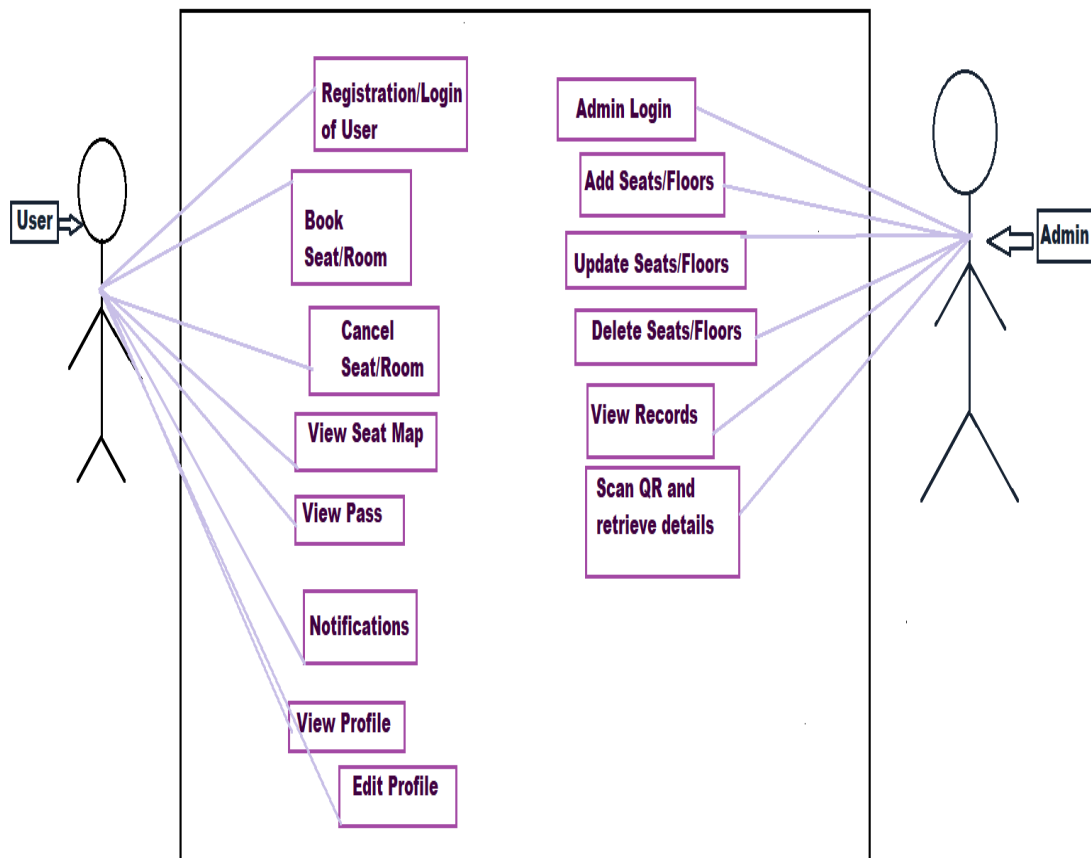 User
Registration/Login
of User
Book
Seat/Room
Cancel
Seat/Room
View Seat Map
View Pass
Notifications
View Profile
Edit Profile
Admin Login
Add Seats/Floors
Update Seats/Floors
Delete Seats/Floors
View Records
Scan QR and
retrieve details
Admin